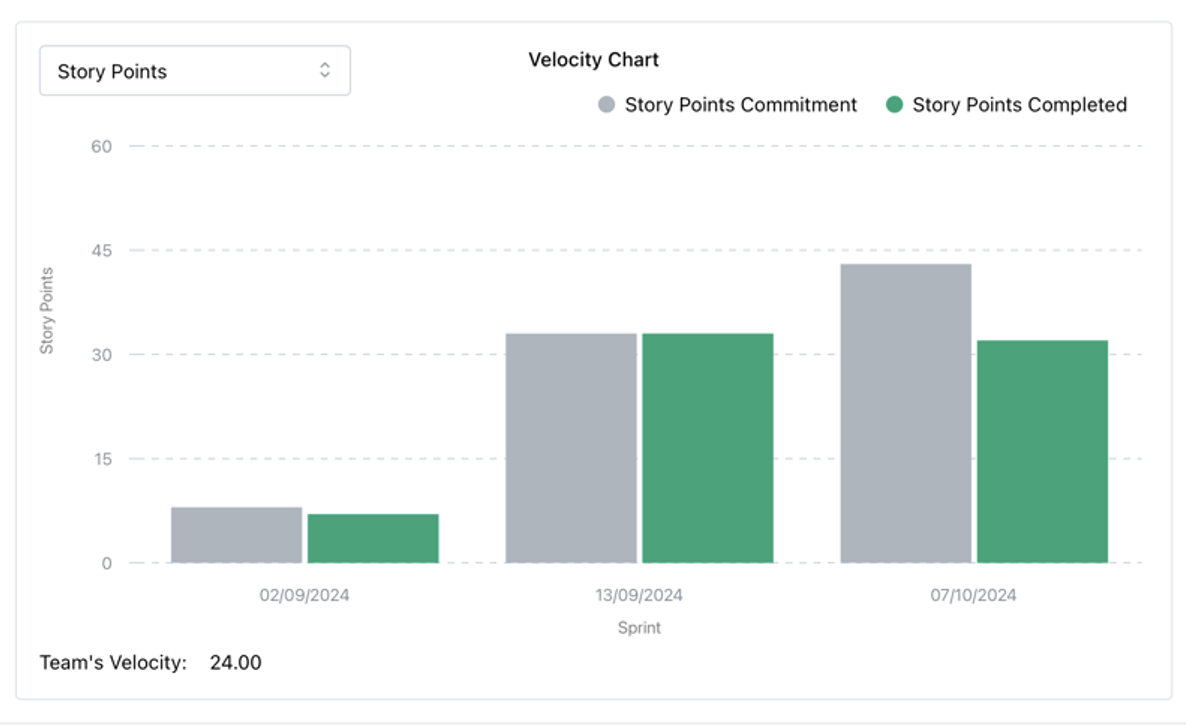 Story Points
Velocity Chart
Story Points Commitment
Story Points Completed
60
45
30
15
0
Story Points
02/09/2024
13/09/2024
07/10/2024
Sprint
Team's Velocity: 24.00